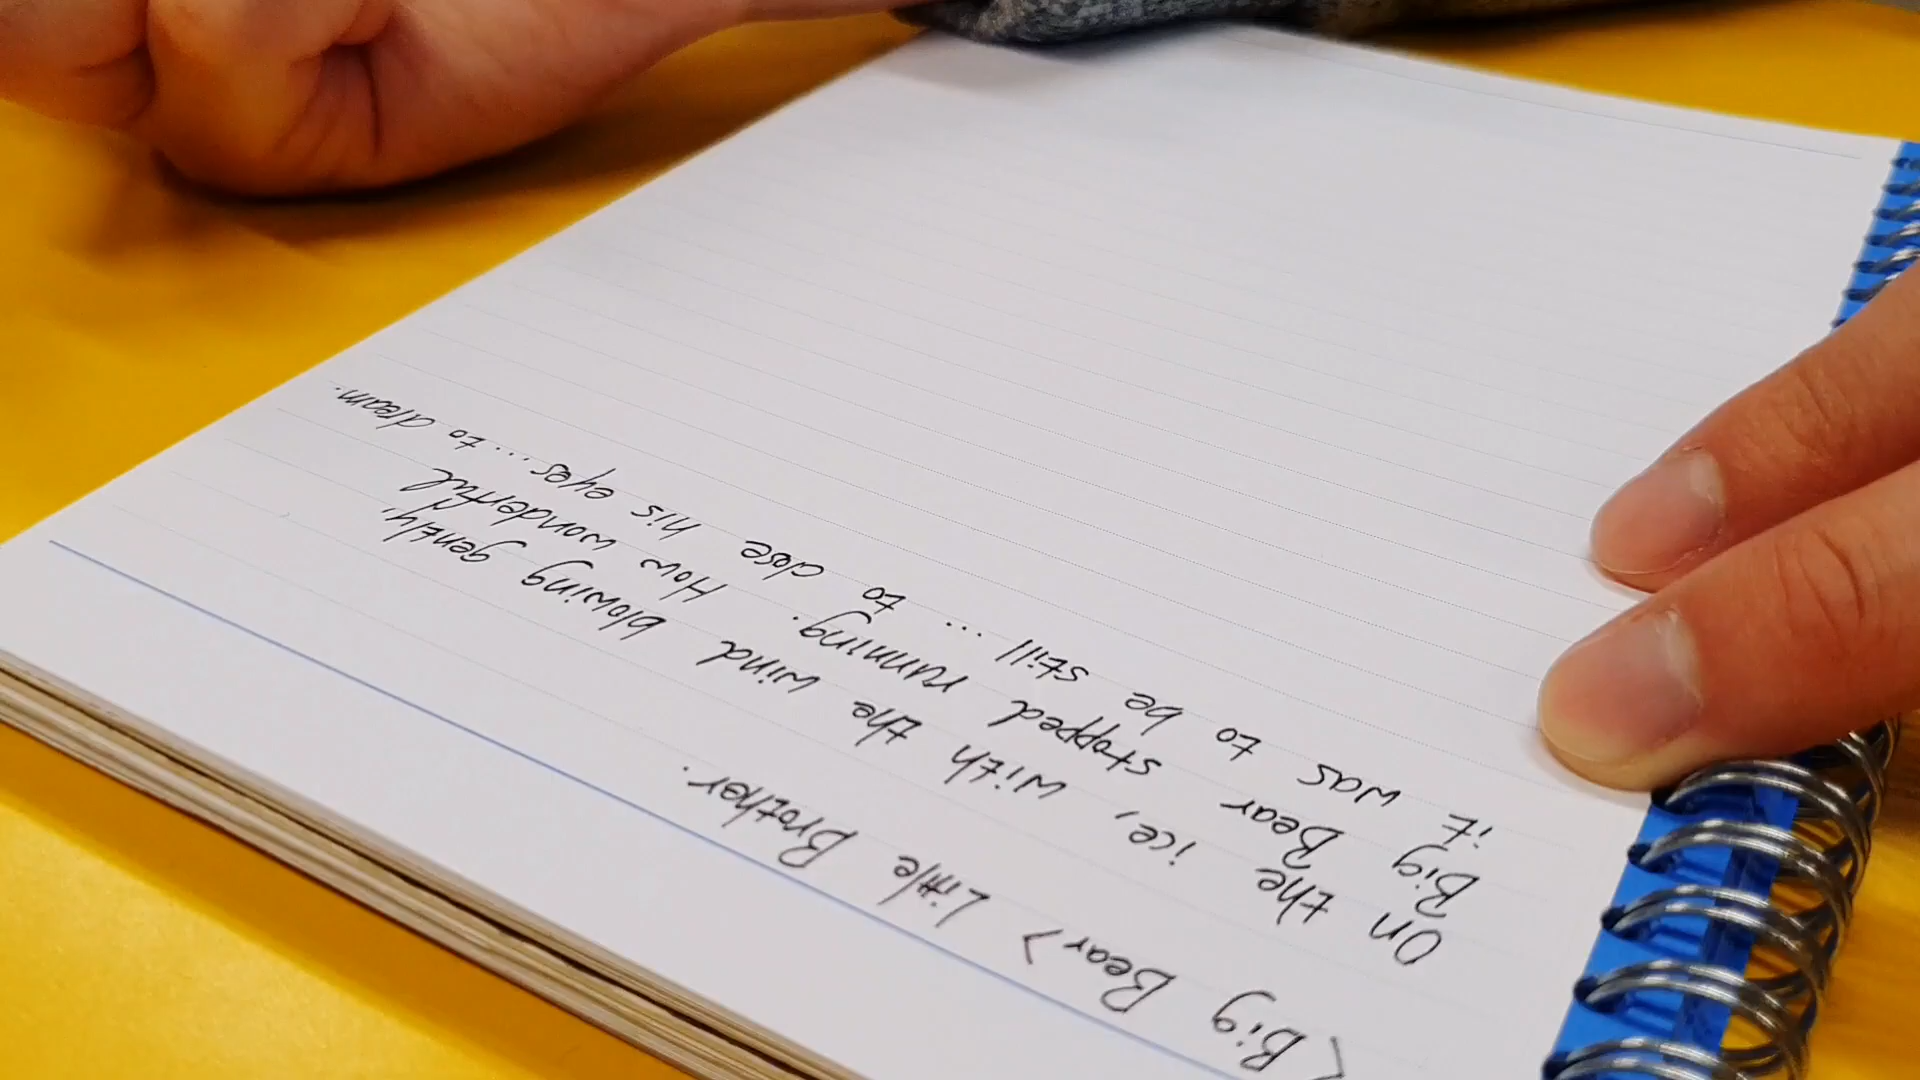 <Big Bear> Little Brother.
On the ice, with the wind blowing gently,
Big Bear stopped running. How wonderful
it was to be still ... to close his eyes ... to dream.